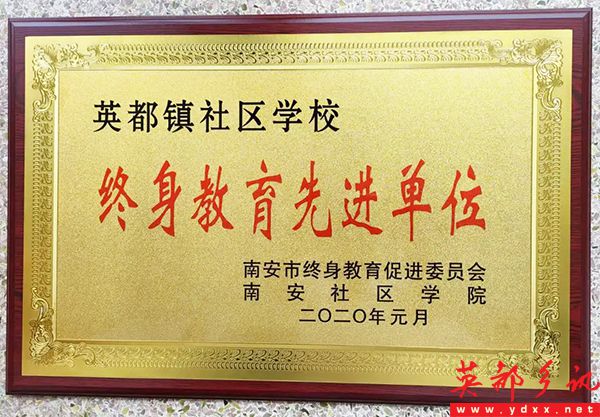 英都镇社区学校
终身教育先进单位
南安市终身教育促进委员会
南安社区学院
二〇二〇年元月
英都乡讯
www.ydxx.net